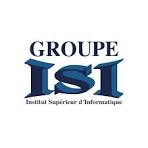 GROUPE
ISI
Institut Supérieur d'Informatique